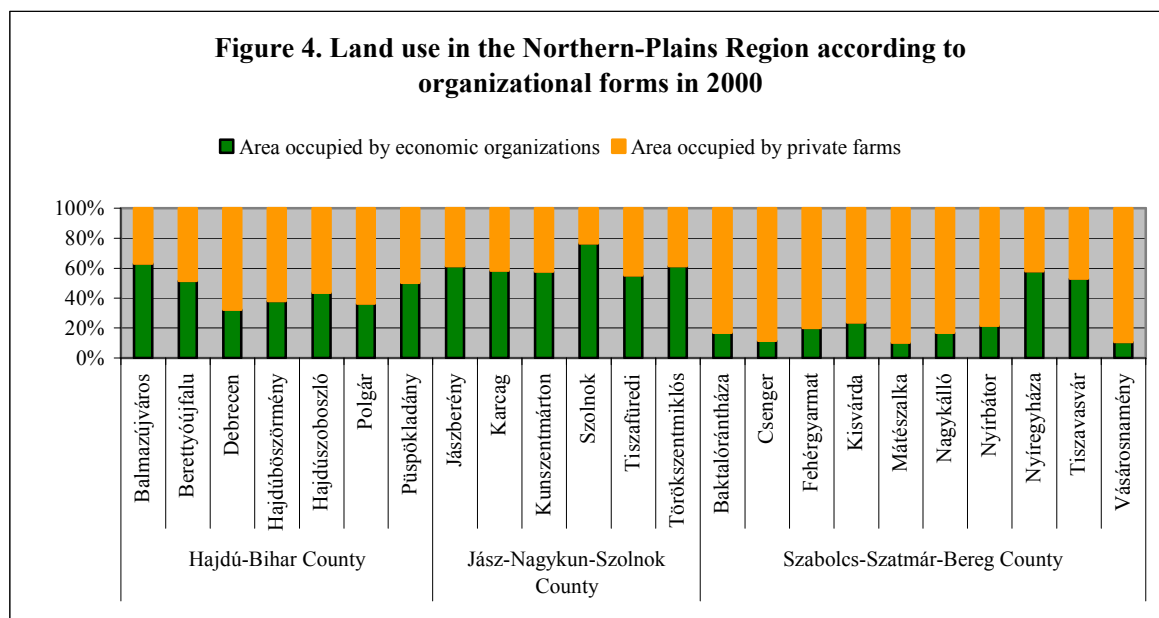 Figure 4. Land use in the Northern-Plains Region according to
organizational forms in 2000
Area occupied by economic organizations
Area occupied by private farms
100%
80%
60%
40%
20%
0%
Balmazújváros
Berettyóújfalu
Debrecen
Hajdúböszörmény
Hajdúszoboszló
Polgár
Püspökladány
Jászberény
Karcag
Kunszentmárton
Szolnok
Tiszafüredi
Törökszentmiklós
Baktalórántháza
Csenger
Fehérgyarmat
Kisvárda
Mátészalka
Nagykálló
Nyírbátor
Nyíregyháza
Tiszavasvár
Vásárosnamény
Hajdú-Bihar County
Jász-Nagykun-Szolnok
County
Szabolcs-Szatmár-Bereg County